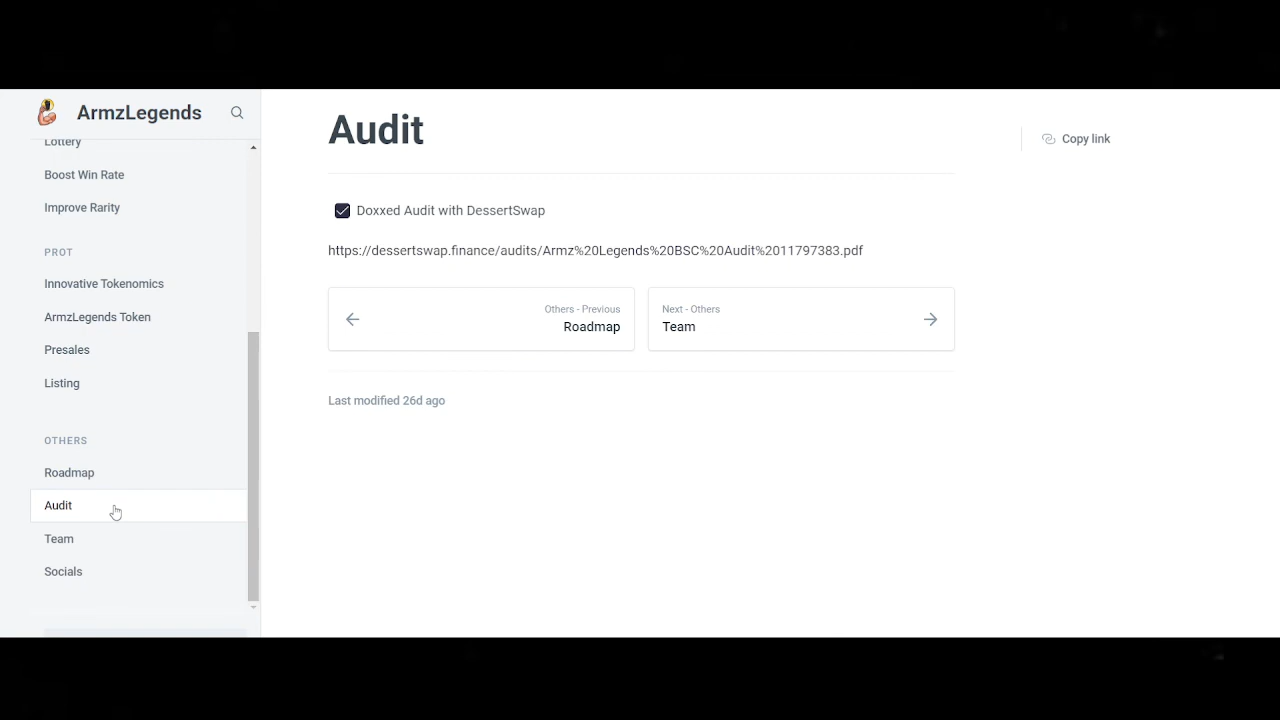 ArmzLegends
Lottery
Boost Win Rate
Improve Rarity
PROT
Innovative Tokenomics
ArmzLegends Token
Presales
Listing
OTHERS
Roadmap
Audit
Team
Socials
Audit
Copy link
Doxxed Audit with DessertSwap
https://dessertswap.finance/audits/Armz%20Legends%20BSC%20Audit%2011797383.pdf
Others - Previous
Roadmap
Next - Others
Team
Last modified 26d ago